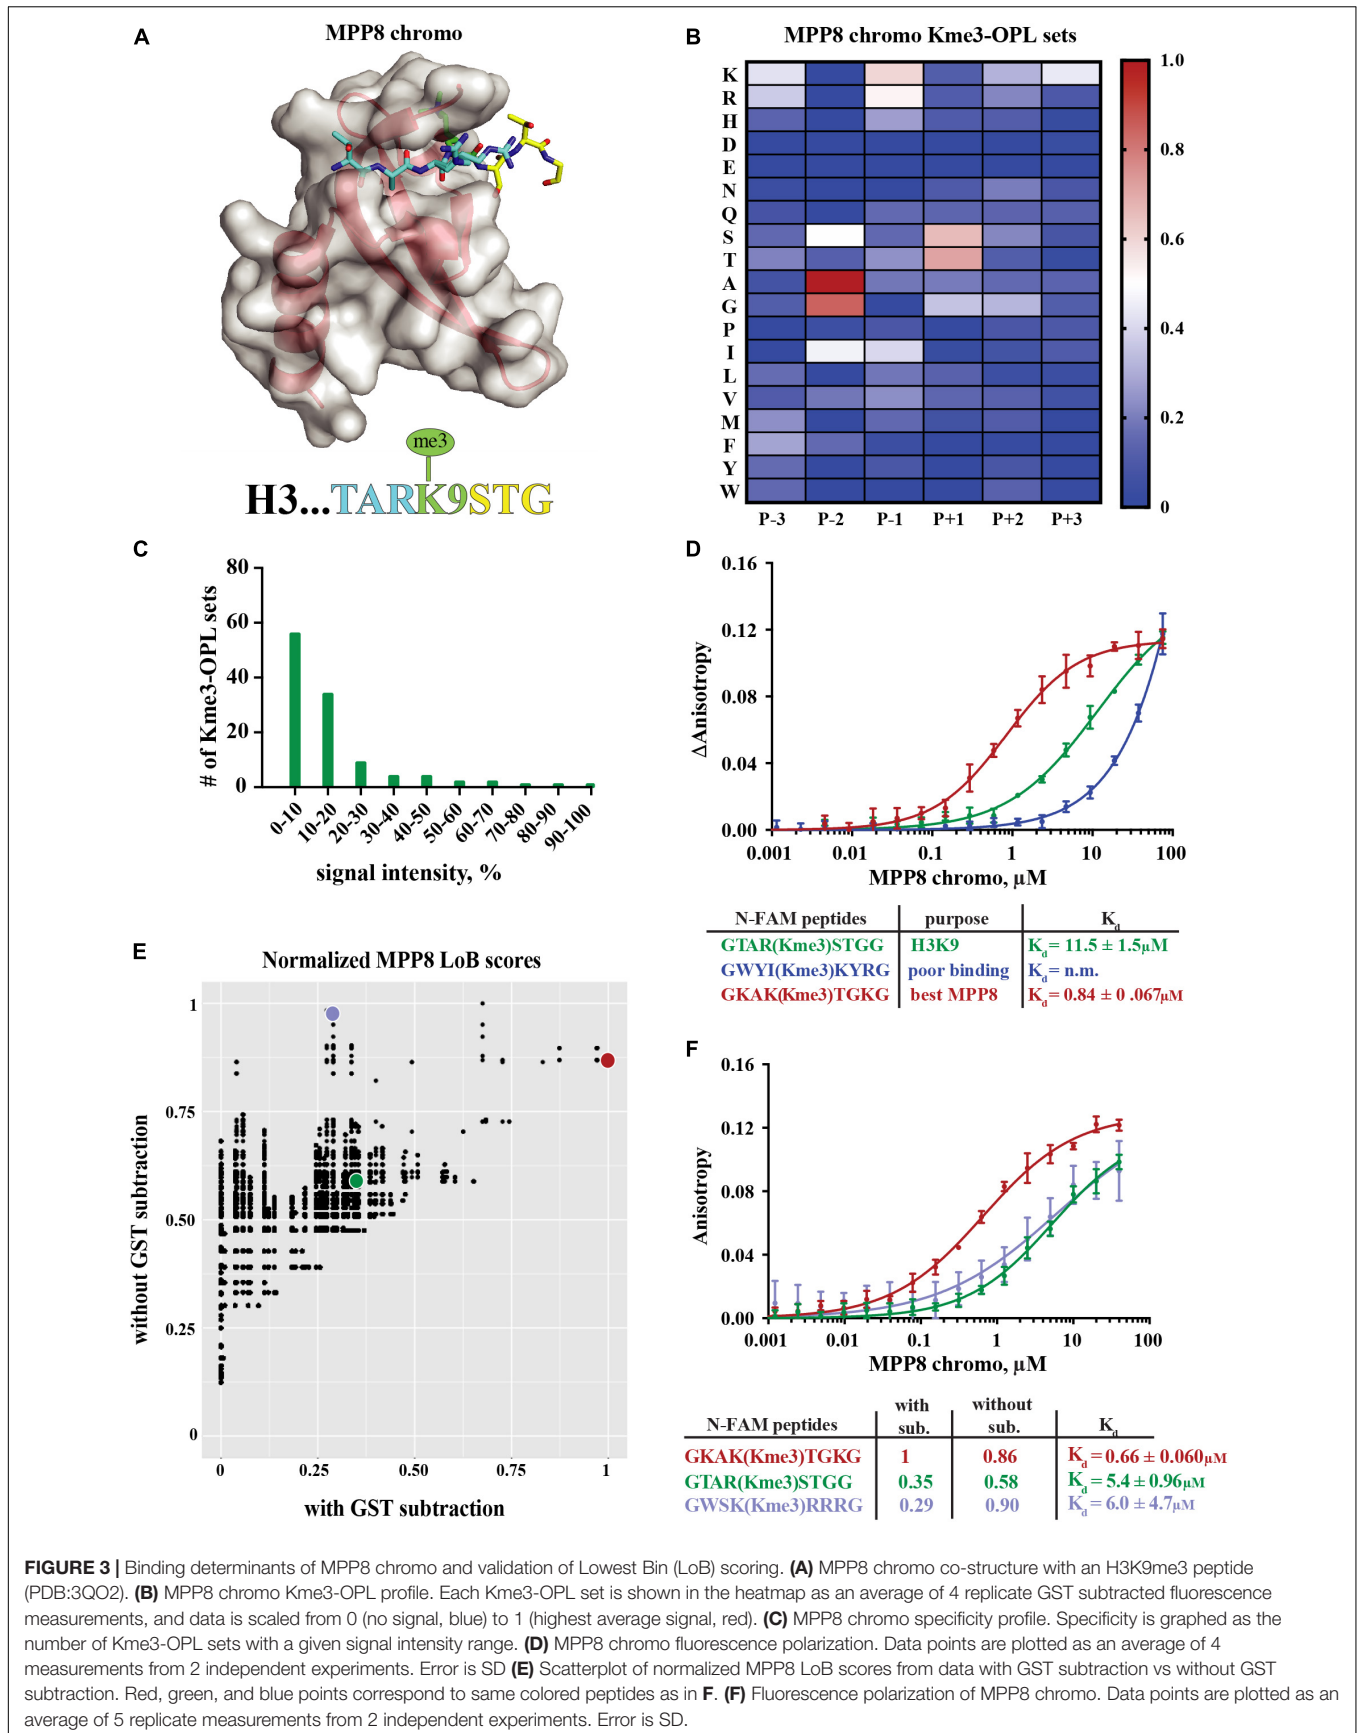 A
MPP8 chromo
me3
H3...TARK9STG
B
MPP8 chromo Kme3-OPL sets
K
R
H
D
E
N
Q
S
T
A
G
P
I
L
V
M
F
Y
W
P-3 P-2 P-1 P+1 P+2 P+3
1.0
0.8
0.6
0.4
0.2
0
C
# of Kme3-OPL sets
80
60
40
20
0
0-10 10-20 20-30 30-40 40-50 50-60 60-70 70-80 80-90 90-100
signal intensity, %
D
ΔAnisotropy
0.16
0.12
0.08
0.04
0.00
0.001 0.01 0.1 1 10 100
MPP8 chromo, µM
N-FAM peptides purpose Kd
GTAR(Kme3)STGG H3K9 Kd = 11.5 ± 1.5µM
GWYI(Kme3)KYRG poor binding Kd = n.m.
GKAK(Kme3)TGKG best MPP8 Kd = 0.84 ± 0 .067µM
E
Normalized MPP8 LoB scores
without GST subtraction
1
0.75
0.50
0.25
0
0 0.25 0.50 0.75 1
with GST subtraction
F
Anisotropy
0.16
0.12
0.08
0.04
0.00
0.001 0.01 0.1 1 10 100
MPP8 chromo, µM
N-FAM peptides with sub. without sub. Kd
GKAK(Kme3)TGKG 1 0.86 Kd = 0.66 ± 0.060µM
GTAR(Kme3)STGG 0.35 0.58 Kd = 5.4 ± 0.96µM
GWSK(Kme3)RRRG 0.29 0.90 Kd = 6.0 ± 4.7µM
FIGURE 3 | Binding determinants of MPP8 chromo and validation of Lowest Bin (LoB) scoring. (A) MPP8 chromo co-structure with an H3K9me3 peptide
(PDB:3QO2). (B) MPP8 chromo Kme3-OPL profile. Each Kme3-OPL set is shown in the heatmap as an average of 4 replicate GST subtracted fluorescence
measurements, and data is scaled from 0 (no signal, blue) to 1 (highest average signal, red). (C) MPP8 chromo specificity profile. Specificity is graphed as the
number of Kme3-OPL sets with a given signal intensity range. (D) MPP8 chromo fluorescence polarization. Data points are plotted as an average of 4
measurements from 2 independent experiments. Error is SD (E) Scatterplot of normalized MPP8 LoB scores from data with GST subtraction vs without GST
subtraction. Red, green, and blue points correspond to same colored peptides as in F. (F) Fluorescence polarization of MPP8 chromo. Data points are plotted as an
average of 5 replicate measurements from 2 independent experiments. Error is SD.